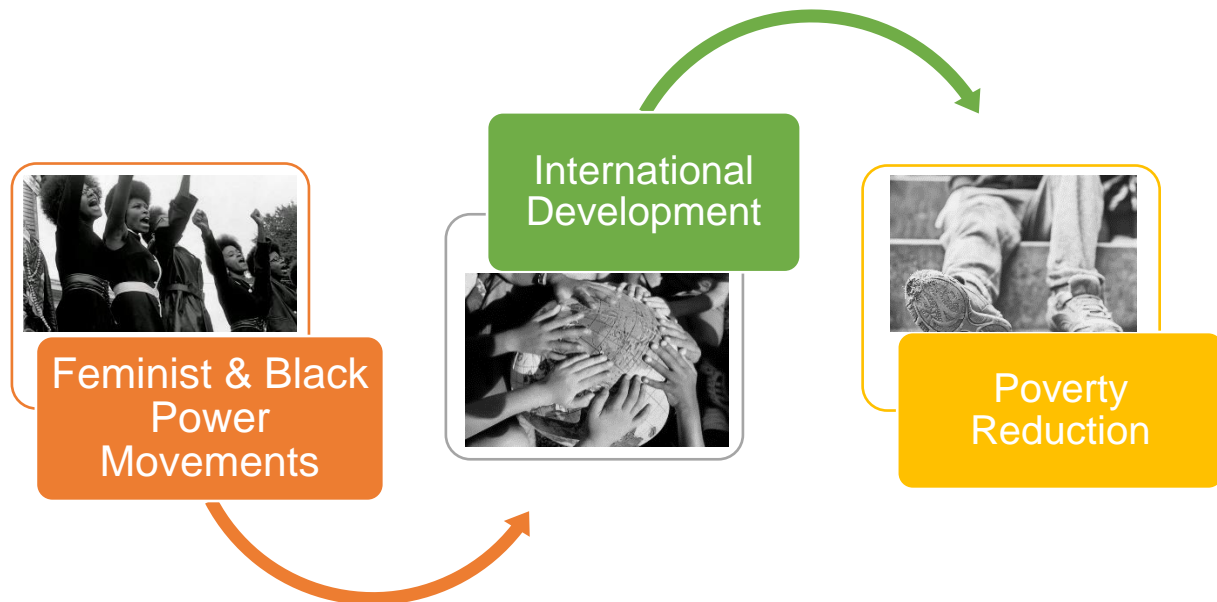 Feminist & Black
Power
Movements
International
Development
Poverty
Reduction